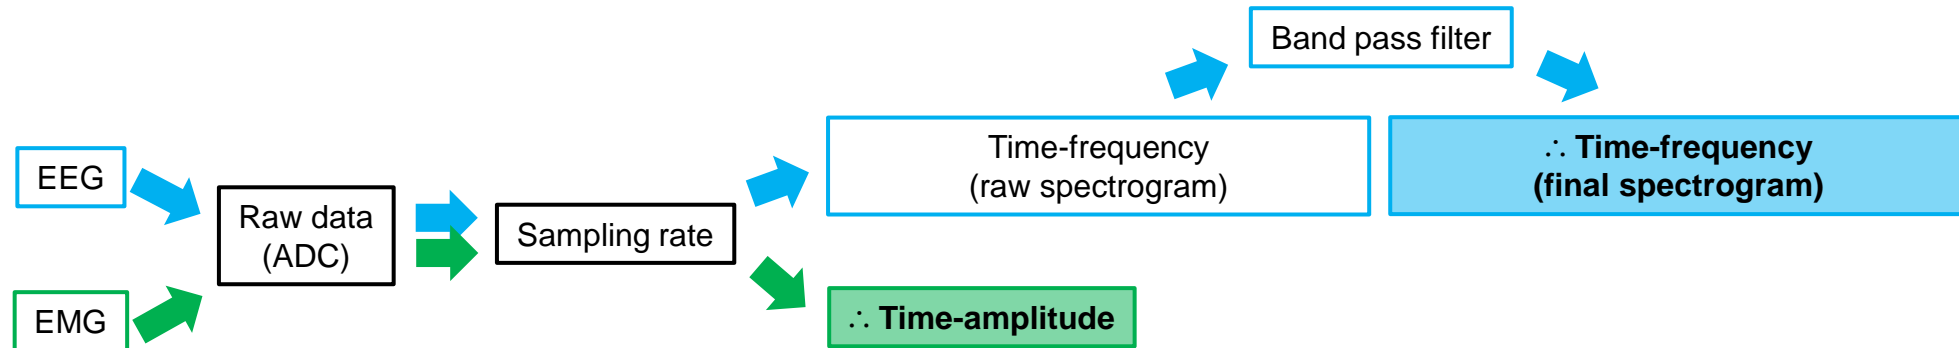 Band pass filter
EEG
EMG
Raw data
(ADC)
Sampling rate
Time-frequency
(raw spectrogram)
∴ Time-frequency
(final spectrogram)
∴ Time-amplitude